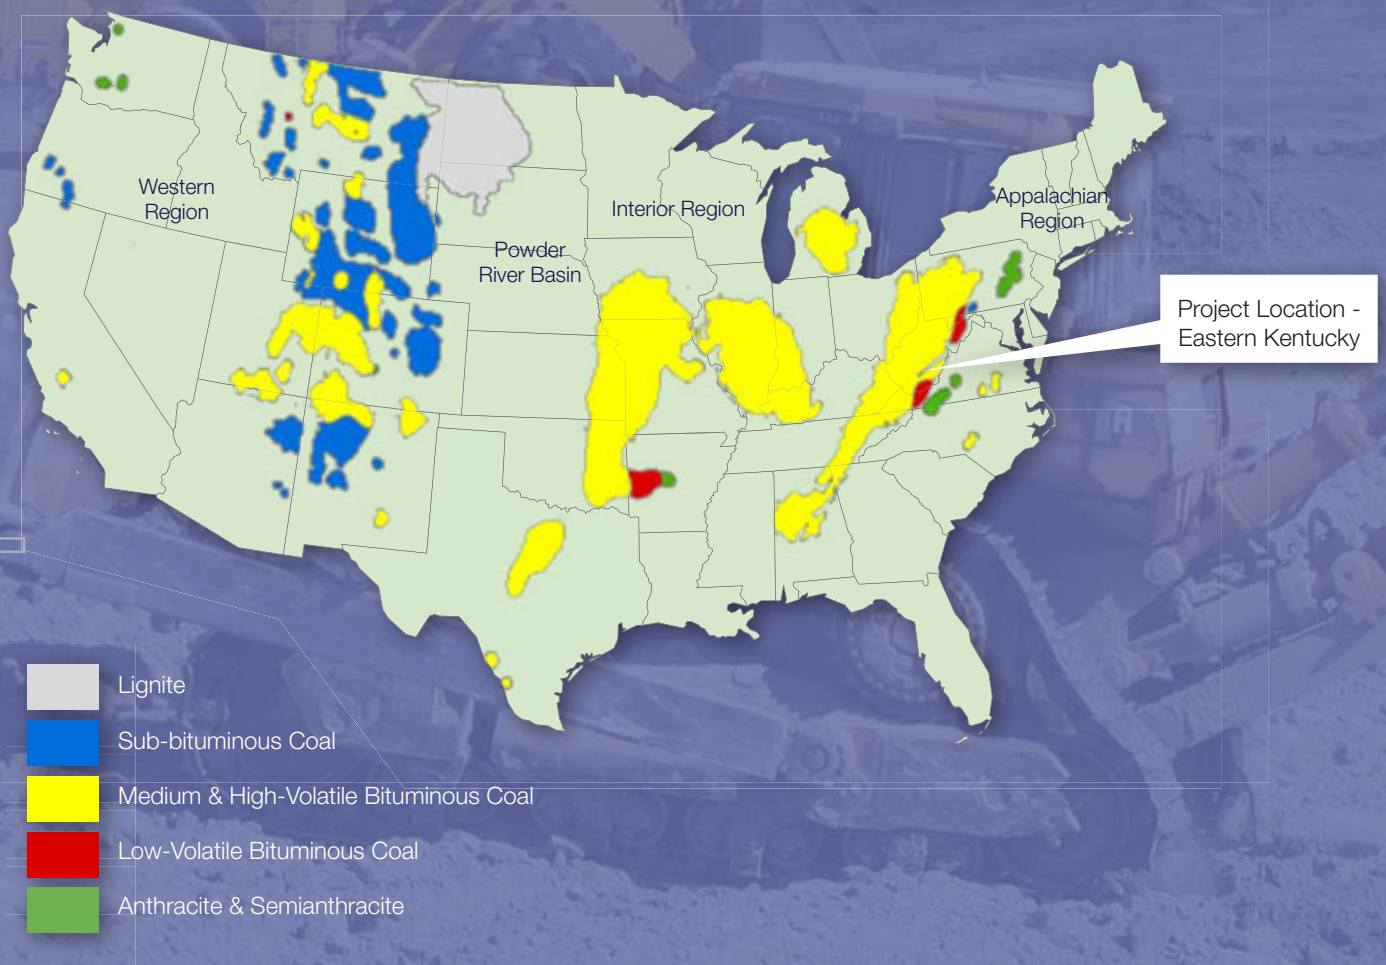 Western
Region
Interior Region
Appalachian
Region
Powder
River Basin
Project Location -
Eastern Kentucky
Lignite
Sub-bituminous Coal
Medium & High-Volatile Bituminous Coal
Low-Volatile Bituminous Coal
Anthracite & Semianthracite